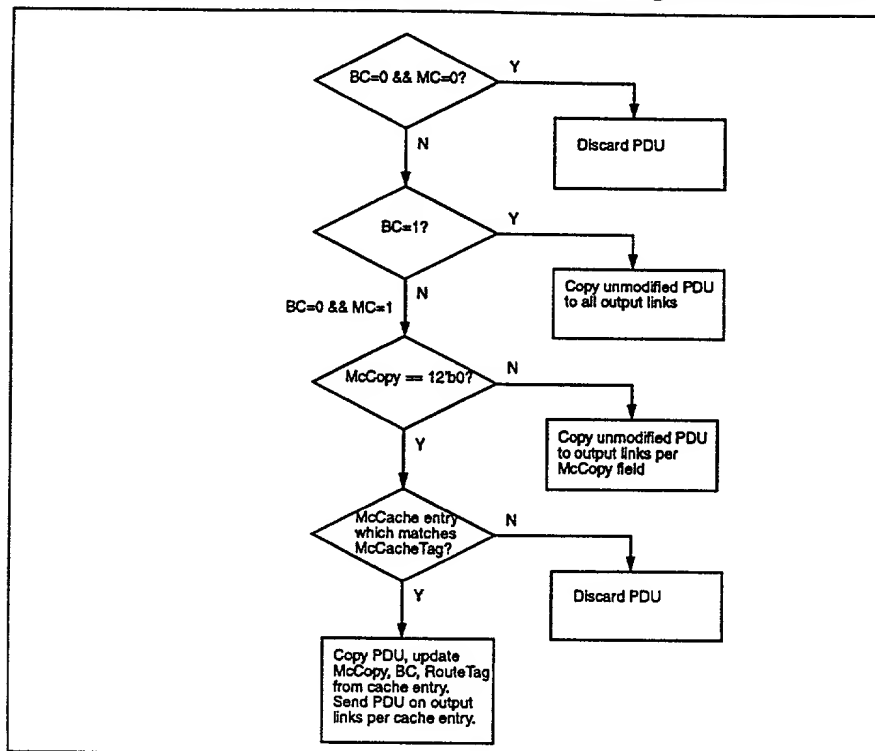 BC=0 && MC=0?
Y
Discard PDU
N
BC=1?
Y
Copy unmodified PDU
to all output links
N
BC=0 && MC=1
McCopy == 12'b0?
N
Copy unmodified PDU
to output links per
McCopy field
Y
McCache entry
which matches
McCacheTag?
N
Discard PDU
Y
Copy PDU, update
McCopy, BC, RouteTag
from cache entry.
Send PDU on output
links per cache entry.